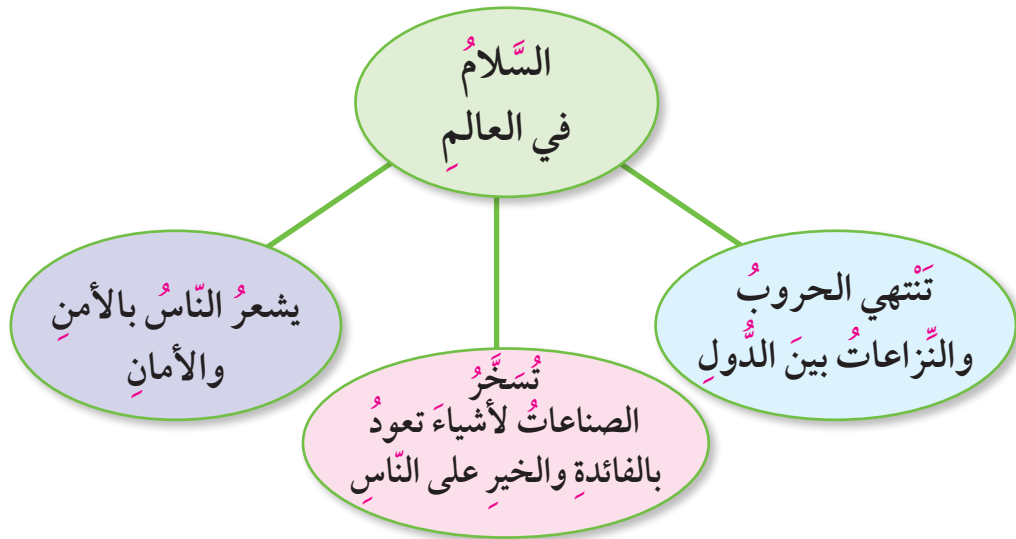 السَّلامُ
في العالمِ
تَنْتهي الحروبُ
والنِّزاعاتُ بينَ الدُّولِ
تُسَخَّرُ
الصناعاتُ لأشياءَ تعودُ
بالفائدةِ والخيرِ على النّاسِ
يشعرُ النّاسُ بالأمنِ
والأمانِ